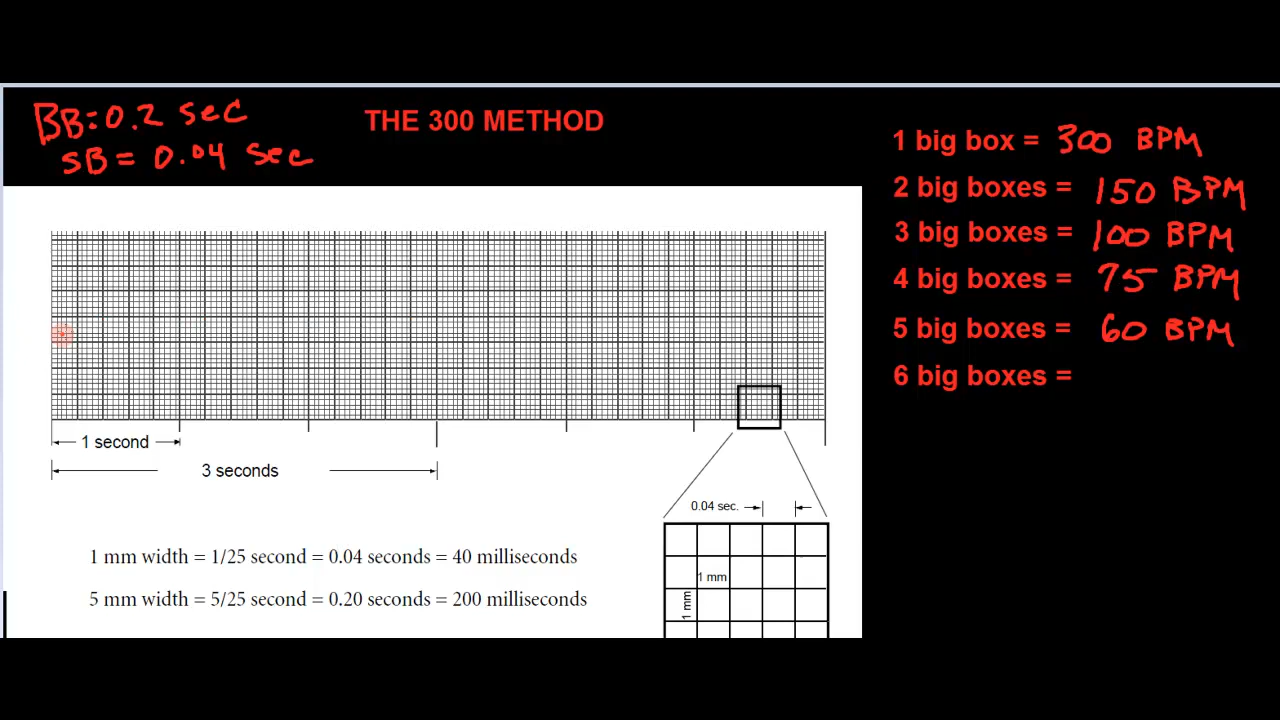 BB = 0.2 sec
SB = 0.04 sec
THE 300 METHOD
1 big box = 300 BPM
2 big boxes = 150 BPM
3 big boxes = 100 BPM
4 big boxes = 75 BPM
5 big boxes = 60 BPM
6 big boxes =
1 second
3 seconds
0.04 sec.
1 mm
1 mm
1 mm width = 1/25 second = 0.04 seconds = 40 milliseconds
5 mm width = 5/25 second = 0.20 seconds = 200 milliseconds